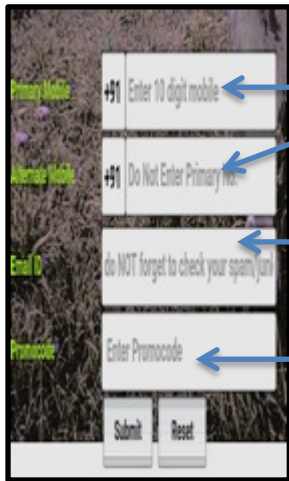 Primary Mobile +91 Enter 10 digit mobile
Alternate Mobile +91 Do Not Enter Primary No.
Email ID do NOT forget to check your spam/junk
Promocode Enter Promocode
Submit Reset